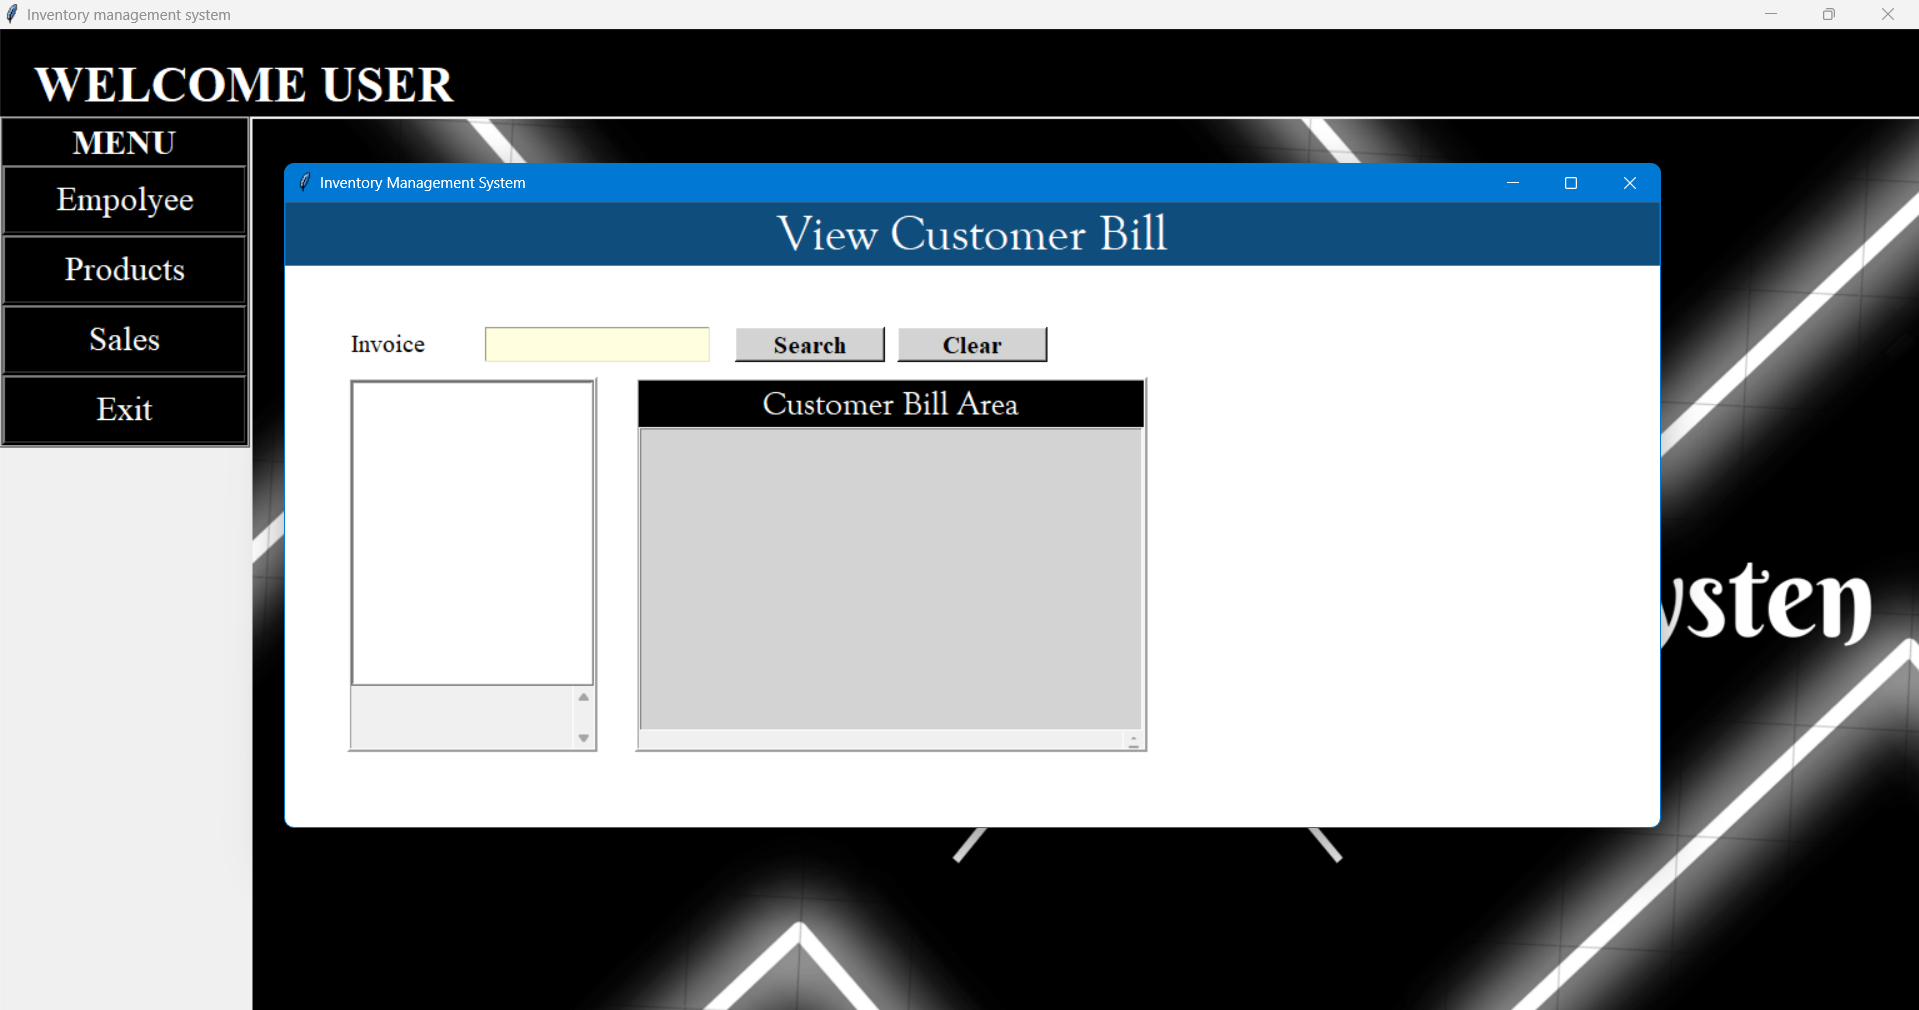 Inventory management system
WELCOME USER
MENU
Empolyee
Products
Sales
Exit
Inventory Management System
View Customer Bill
Invoice
Search
Clear
Customer Bill Area